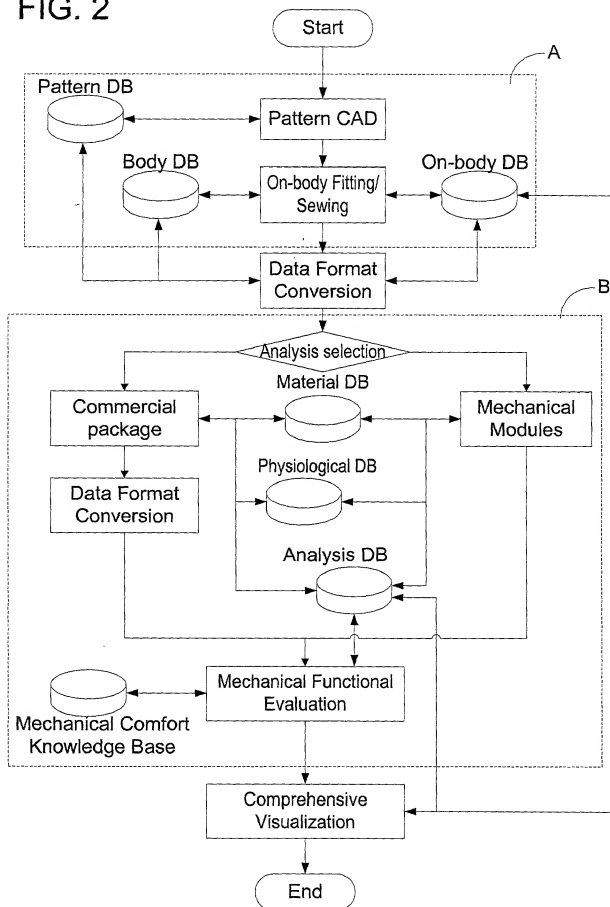 FIG. 2
Start
A
Pattern DB
Pattern CAD
Body DB
On-body Fitting/
Sewing
On-body DB
Data Format
Conversion
B
Analysis selection
Material DB
Commercial
package
Mechanical
Modules
Physiological DB
Data Format
Conversion
Analysis DB
Mechanical Functional
Evaluation
Mechanical Comfort
Knowledge Base
Comprehensive
Visualization
End